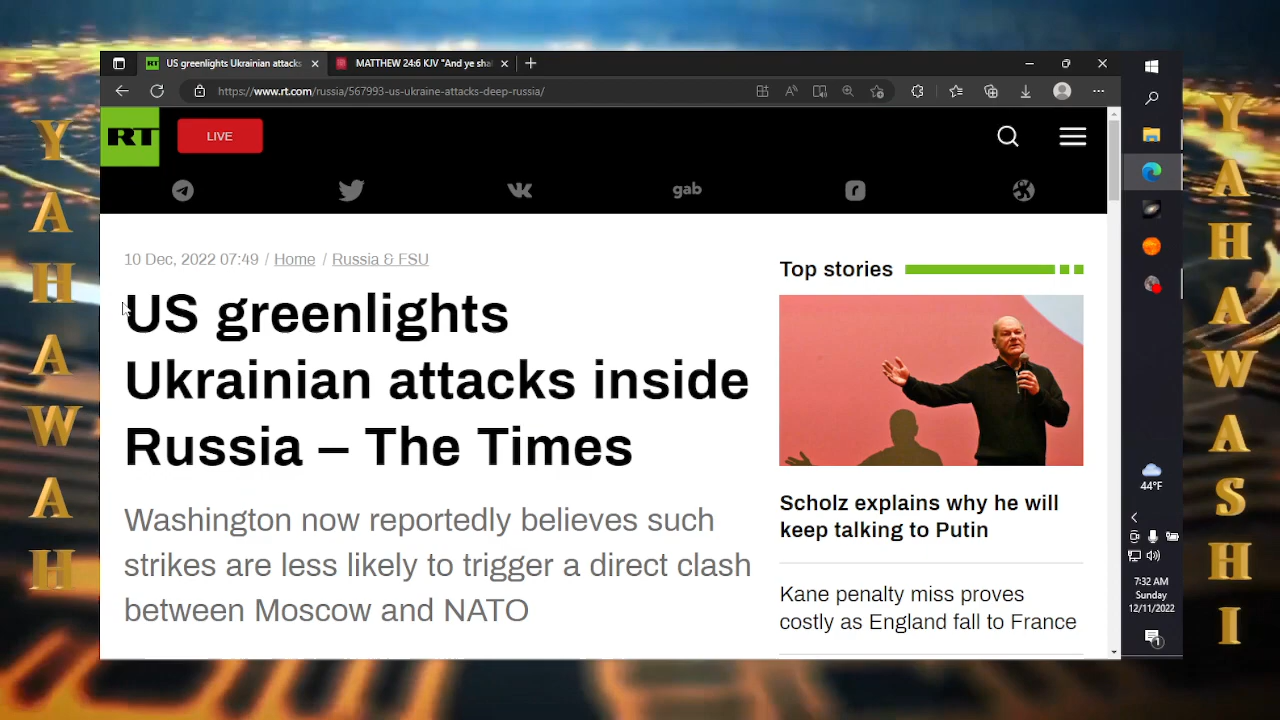 YAHAWAH
US greenlights Ukrainian attacks
MATTHEW 24:6 KJV "And ye sha
https://www.rt.com/russia/567993-us-ukraine-attacks-deep-russia/
RT
LIVE
gab
10 Dec, 2022 07:49 / Home / Russia & FSU
US greenlights
Ukrainian attacks inside
Russia – The Times
Washington now reportedly believes such
strikes are less likely to trigger a direct clash
between Moscow and NATO
Top stories
Scholz explains why he will
keep talking to Putin
Kane penalty miss proves
costly as England fall to France
44°F
7:32 AM
Sunday
12/11/2022
1
YAHAWASHI